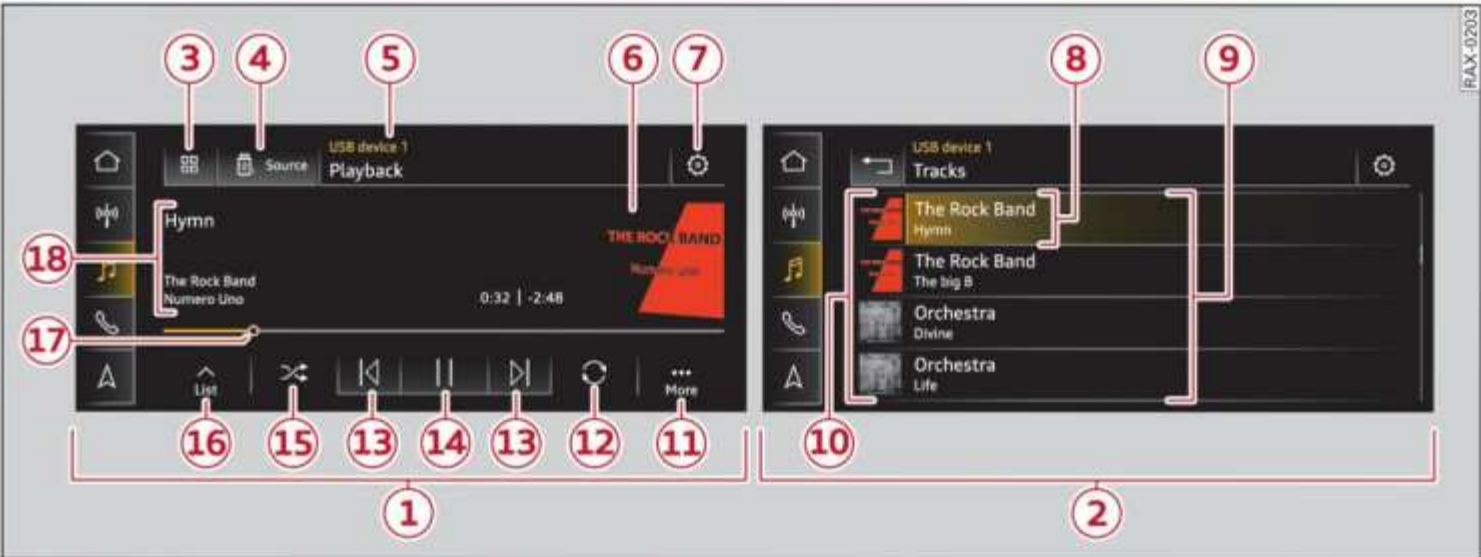 RAX-0203
3
4
5
6
7
8
9
USB device 1
Source
Playback
Hymn
THE ROCK BAND
Numero uno
The Rock Band
Numero Uno
0:32 | -2:48
List
More
18
17
16
15
13
14
13
12
11
1
USB device 1
Tracks
The Rock Band
Hymn
The Rock Band
The big B
Orchestra
Divine
Orchestra
Life
10
2